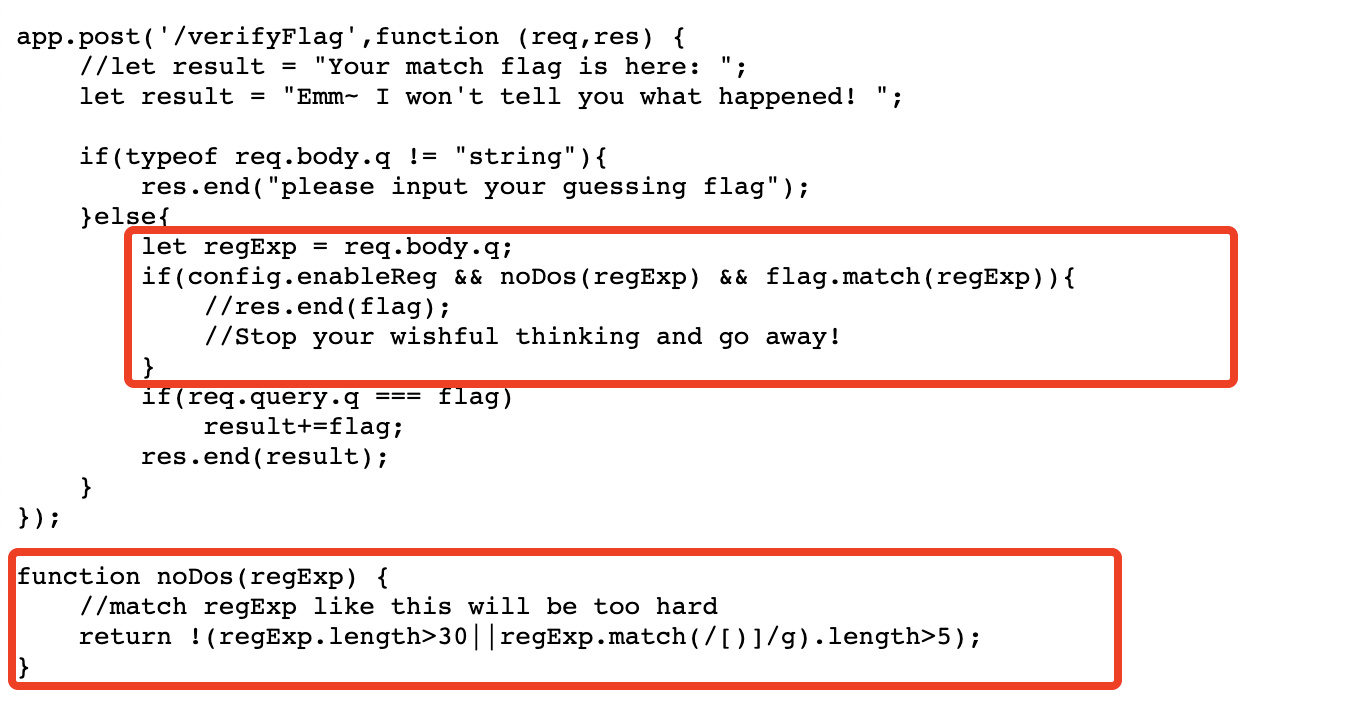 app.post('/verifyFlag',function (req,res) {
    //let result = "Your match flag is here: ";
    let result = "Emm~ I won't tell you what happened! ";

    if(typeof req.body.q != "string"){
        res.end("please input your guessing flag");
    }else{
        let regExp = req.body.q;
        if(config.enableReg && noDos(regExp) && flag.match(regExp)){
            //res.end(flag);
            //Stop your wishful thinking and go away!
        }
        if(req.query.q === flag)
            result+=flag;
        res.end(result);
    }
});

function noDos(regExp) {
    //match regExp like this will be too hard
    return !(regExp.length>30||regExp.match(/[)]/g).length>5);
}